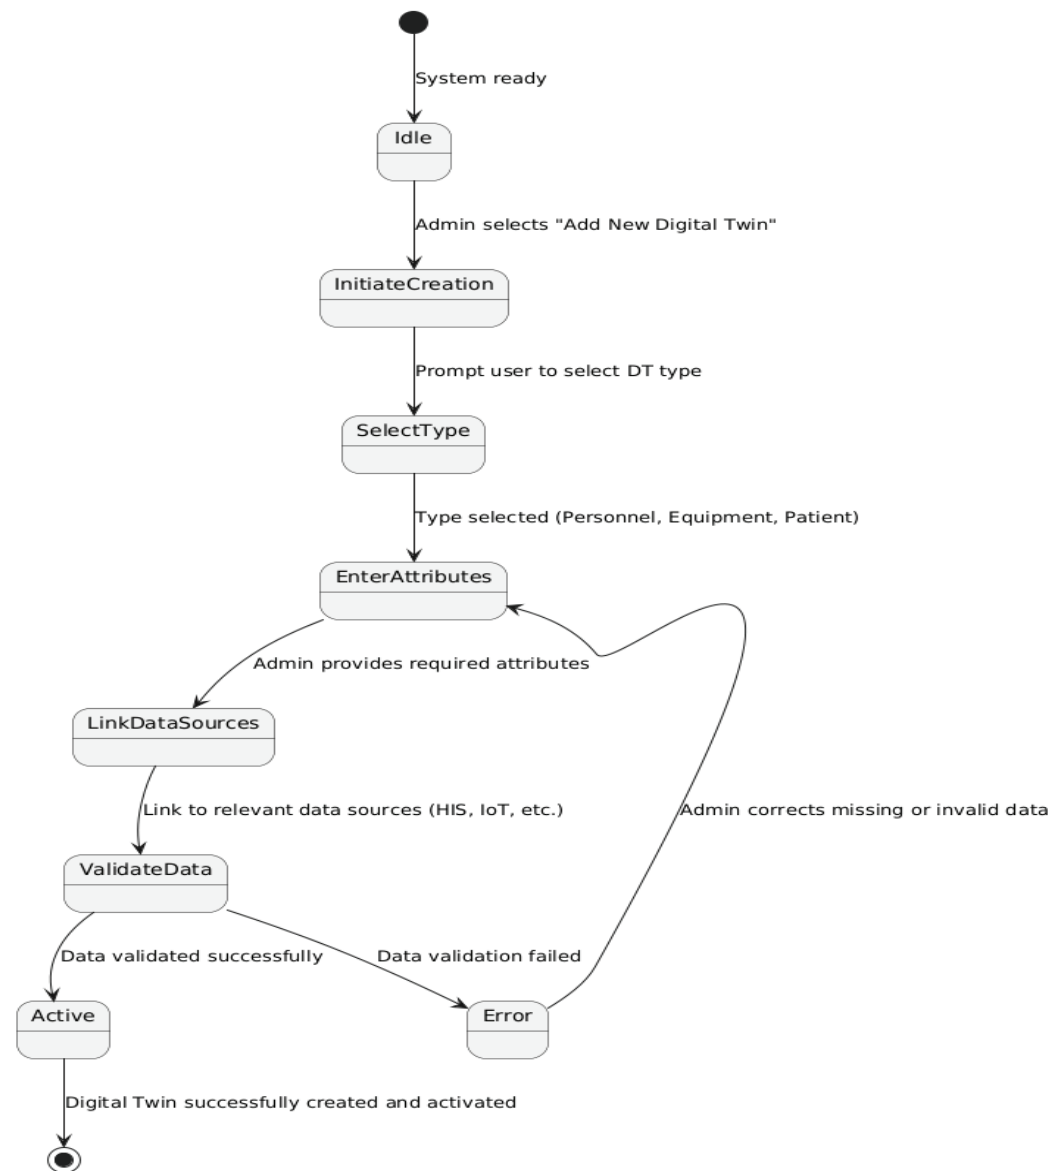 System ready
Idle
Admin selects "Add New Digital Twin"
InitiateCreation
Prompt user to select DT type
SelectType
Type selected (Personnel, Equipment, Patient)
EnterAttributes
Admin provides required attributes
LinkDataSources
Link to relevant data sources (HIS, IoT, etc.)
Admin corrects missing or invalid data
ValidateData
Data validated successfully
Data validation failed
Active
Error
Digital Twin successfully created and activated